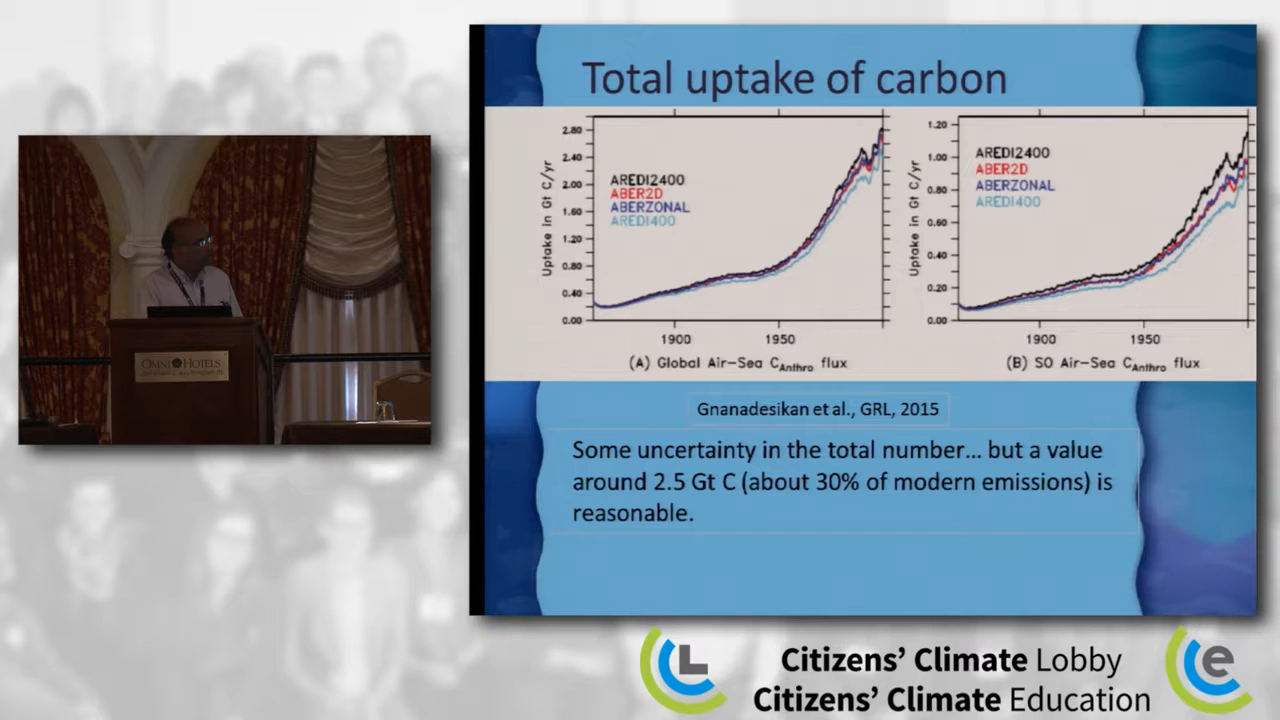 Total uptake of carbon
2.80
2.40
2.00
1.60
1.20
0.80
0.40
0.00
Uptake in Gt C/yr
AREDI2400
ABER2D
ABERZONAL
AREDI400
1900
1950
(A) Global Air-Sea CAnthro flux
1.20
1.00
0.80
0.60
0.40
0.20
0.00
Uptake in Gt C/yr
AREDI2400
ABER2D
ABERZONAL
AREDI400
1900
1950
(B) SO Air-Sea CAnthro flux
Gnanadesikan et al., GRL, 2015
Some uncertainty in the total number... but a value
around 2.5 Gt C (about 30% of modern emissions) is
reasonable.
OMNI HOTELS
L
Citizens' Climate Lobby
Citizens' Climate Education
e